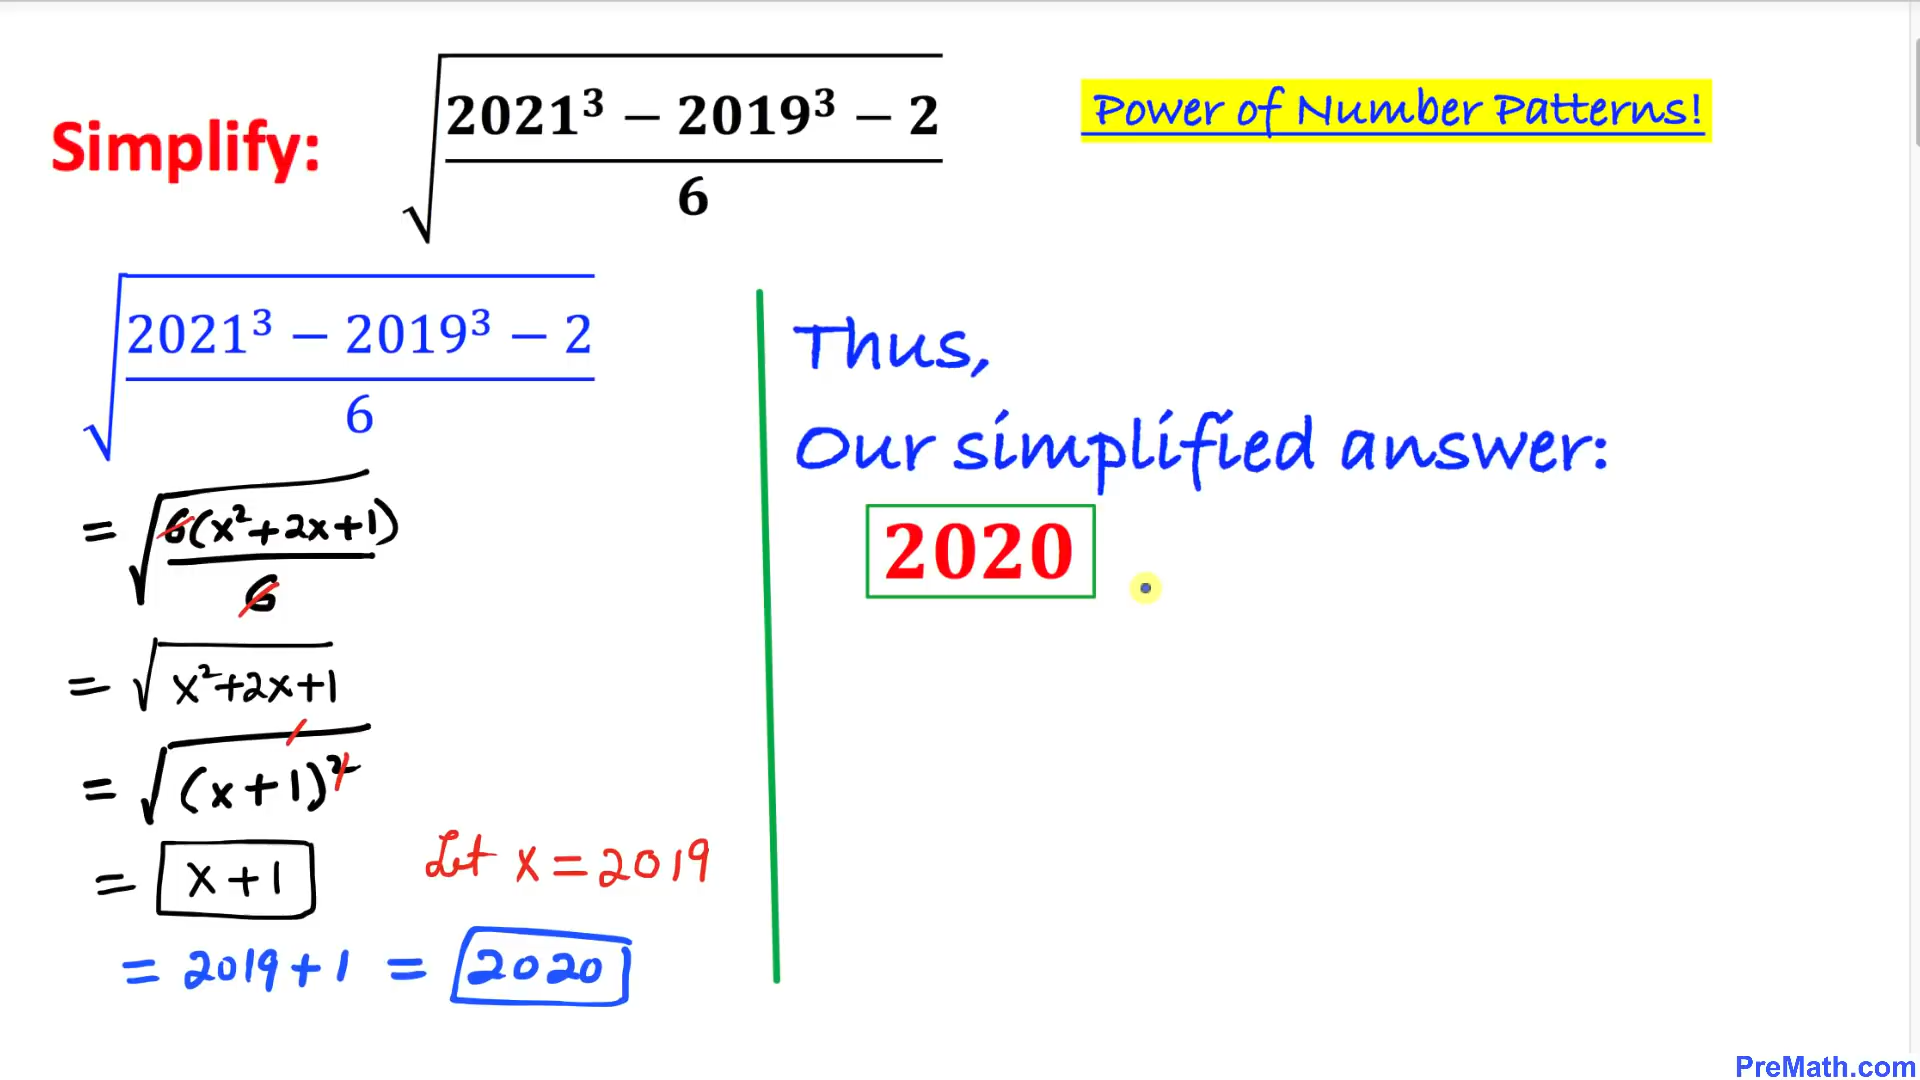 Simplify: √((2021³ − 2019³ − 2)/6)
Power of Number Patterns!
√((2021³ − 2019³ − 2)/6)
= √(6(x²+2x+1)/6)
= √(x²+2x+1)
= √((x+1)²)
= x+1
Let x = 2019
= 2019 + 1 = 2020
Thus,
Our simplified answer:
2020
PreMath.com